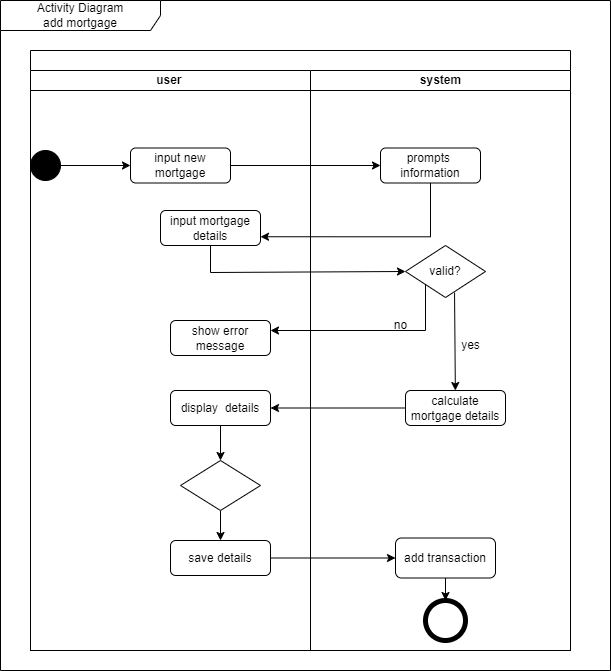 Activity Diagram
add mortgage
user
system
input new
mortgage
prompts
information
input mortgage
details
valid?
no
show error
message
yes
display  details
calculate
mortgage details
save details
add transaction